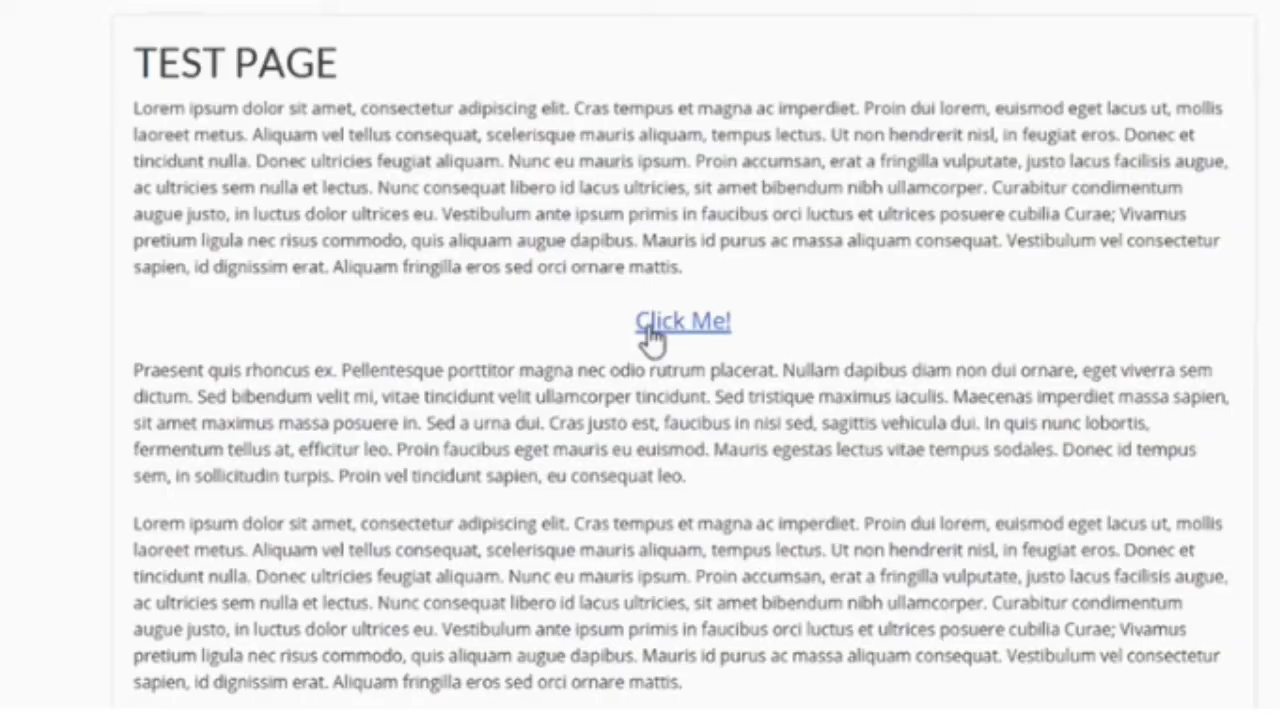 TEST PAGE
Lorem ipsum dolor sit amet, consectetur adipiscing elit. Cras tempus et magna ac imperdiet. Proin dui lorem, euismod eget lacus ut, mollis
laoreet metus. Aliquam vel tellus consequat, scelerisque mauris aliquam, tempus lectus. Ut non hendrerit nisl, in feugiat eros. Donec et
tincidunt nulla. Donec ultricies feugiat aliquam. Nunc eu mauris ipsum. Proin accumsan, erat a fringilla vulputate, justo lacus facilisis augue,
ac ultricies sem nulla et lectus. Nunc consequat libero id lacus ultricies, sit amet bibendum nibh ullamcorper. Curabitur condimentum
augue justo, in luctus dolor ultrices eu. Vestibulum ante ipsum primis in faucibus orci luctus et ultrices posuere cubilia Curae; Vivamus
pretium ligula nec risus commodo, quis aliquam augue dapibus. Mauris id purus ac massa aliquam consequat. Vestibulum vel consectetur
sapien, id dignissim erat. Aliquam fringilla eros sed orci ornare mattis.
Click Me!
Praesent quis rhoncus ex. Pellentesque porttitor magna nec odio rutrum placerat. Nullam dapibus diam non dui ornare, eget viverra sem
dictum. Sed bibendum velit mi, vitae tincidunt velit ullamcorper tincidunt. Sed tristique maximus iaculis. Maecenas imperdiet massa sapien,
sit amet maximus massa posuere in. Sed a urna dui. Cras justo est, faucibus in nisi sed, sagittis vehicula dui. In quis nunc lobortis,
fermentum tellus at, efficitur leo. Proin faucibus eget mauris eu euismod. Mauris egestas lectus vitae tempus sodales. Donec id tempus
sem, in sollicitudin turpis. Proin vel tincidunt sapien, eu consequat leo.
Lorem ipsum dolor sit amet, consectetur adipiscing elit. Cras tempus et magna ac imperdiet. Proin dui lorem, euismod eget lacus ut, mollis
laoreet metus. Aliquam vel tellus consequat, scelerisque mauris aliquam, tempus lectus. Ut non hendrerit nisl, in feugiat eros. Donec et
tincidunt nulla. Donec ultricies feugiat aliquam. Nunc eu mauris ipsum. Proin accumsan, erat a fringilla vulputate, justo lacus facilisis augue,
ac ultricies sem nulla et lectus. Nunc consequat libero id lacus ultricies, sit amet bibendum nibh ullamcorper. Curabitur condimentum
augue justo, in luctus dolor ultrices eu. Vestibulum ante ipsum primis in faucibus orci luctus et ultrices posuere cubilia Curae; Vivamus
pretium ligula nec risus commodo, quis aliquam augue dapibus. Mauris id purus ac massa aliquam consequat. Vestibulum vel consectetur
sapien, id dignissim erat. Aliquam fringilla eros sed orci ornare mattis.